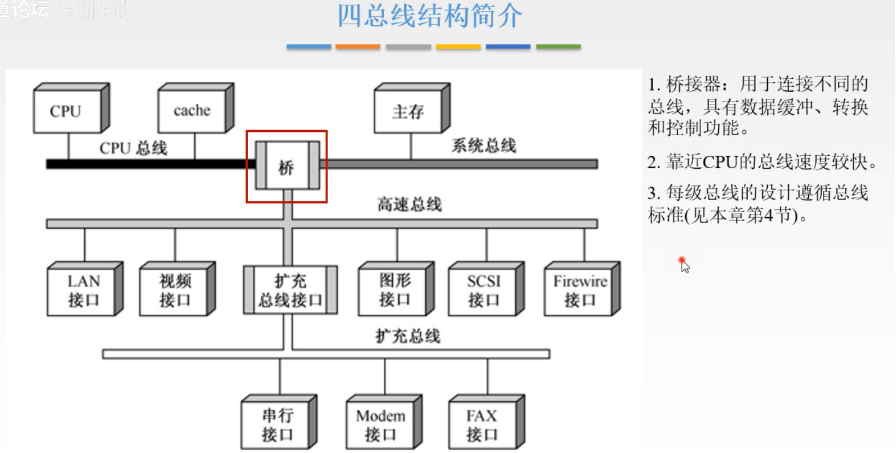 道论坛
四总线结构简介
CPU
cache
主存
CPU 总线
桥
系统总线
高速总线
LAN
接口
视频
接口
扩充
总线接口
图形
接口
SCSI
接口
Firewire
接口
扩充总线
串行
接口
Modem
接口
FAX
接口
1. 桥接器：用于连接不同的
总线，具有数据缓冲、转换
和控制功能。
2. 靠近CPU的总线速度较快。
3. 每级总线的设计遵循总线
标准(见本章第4节)。